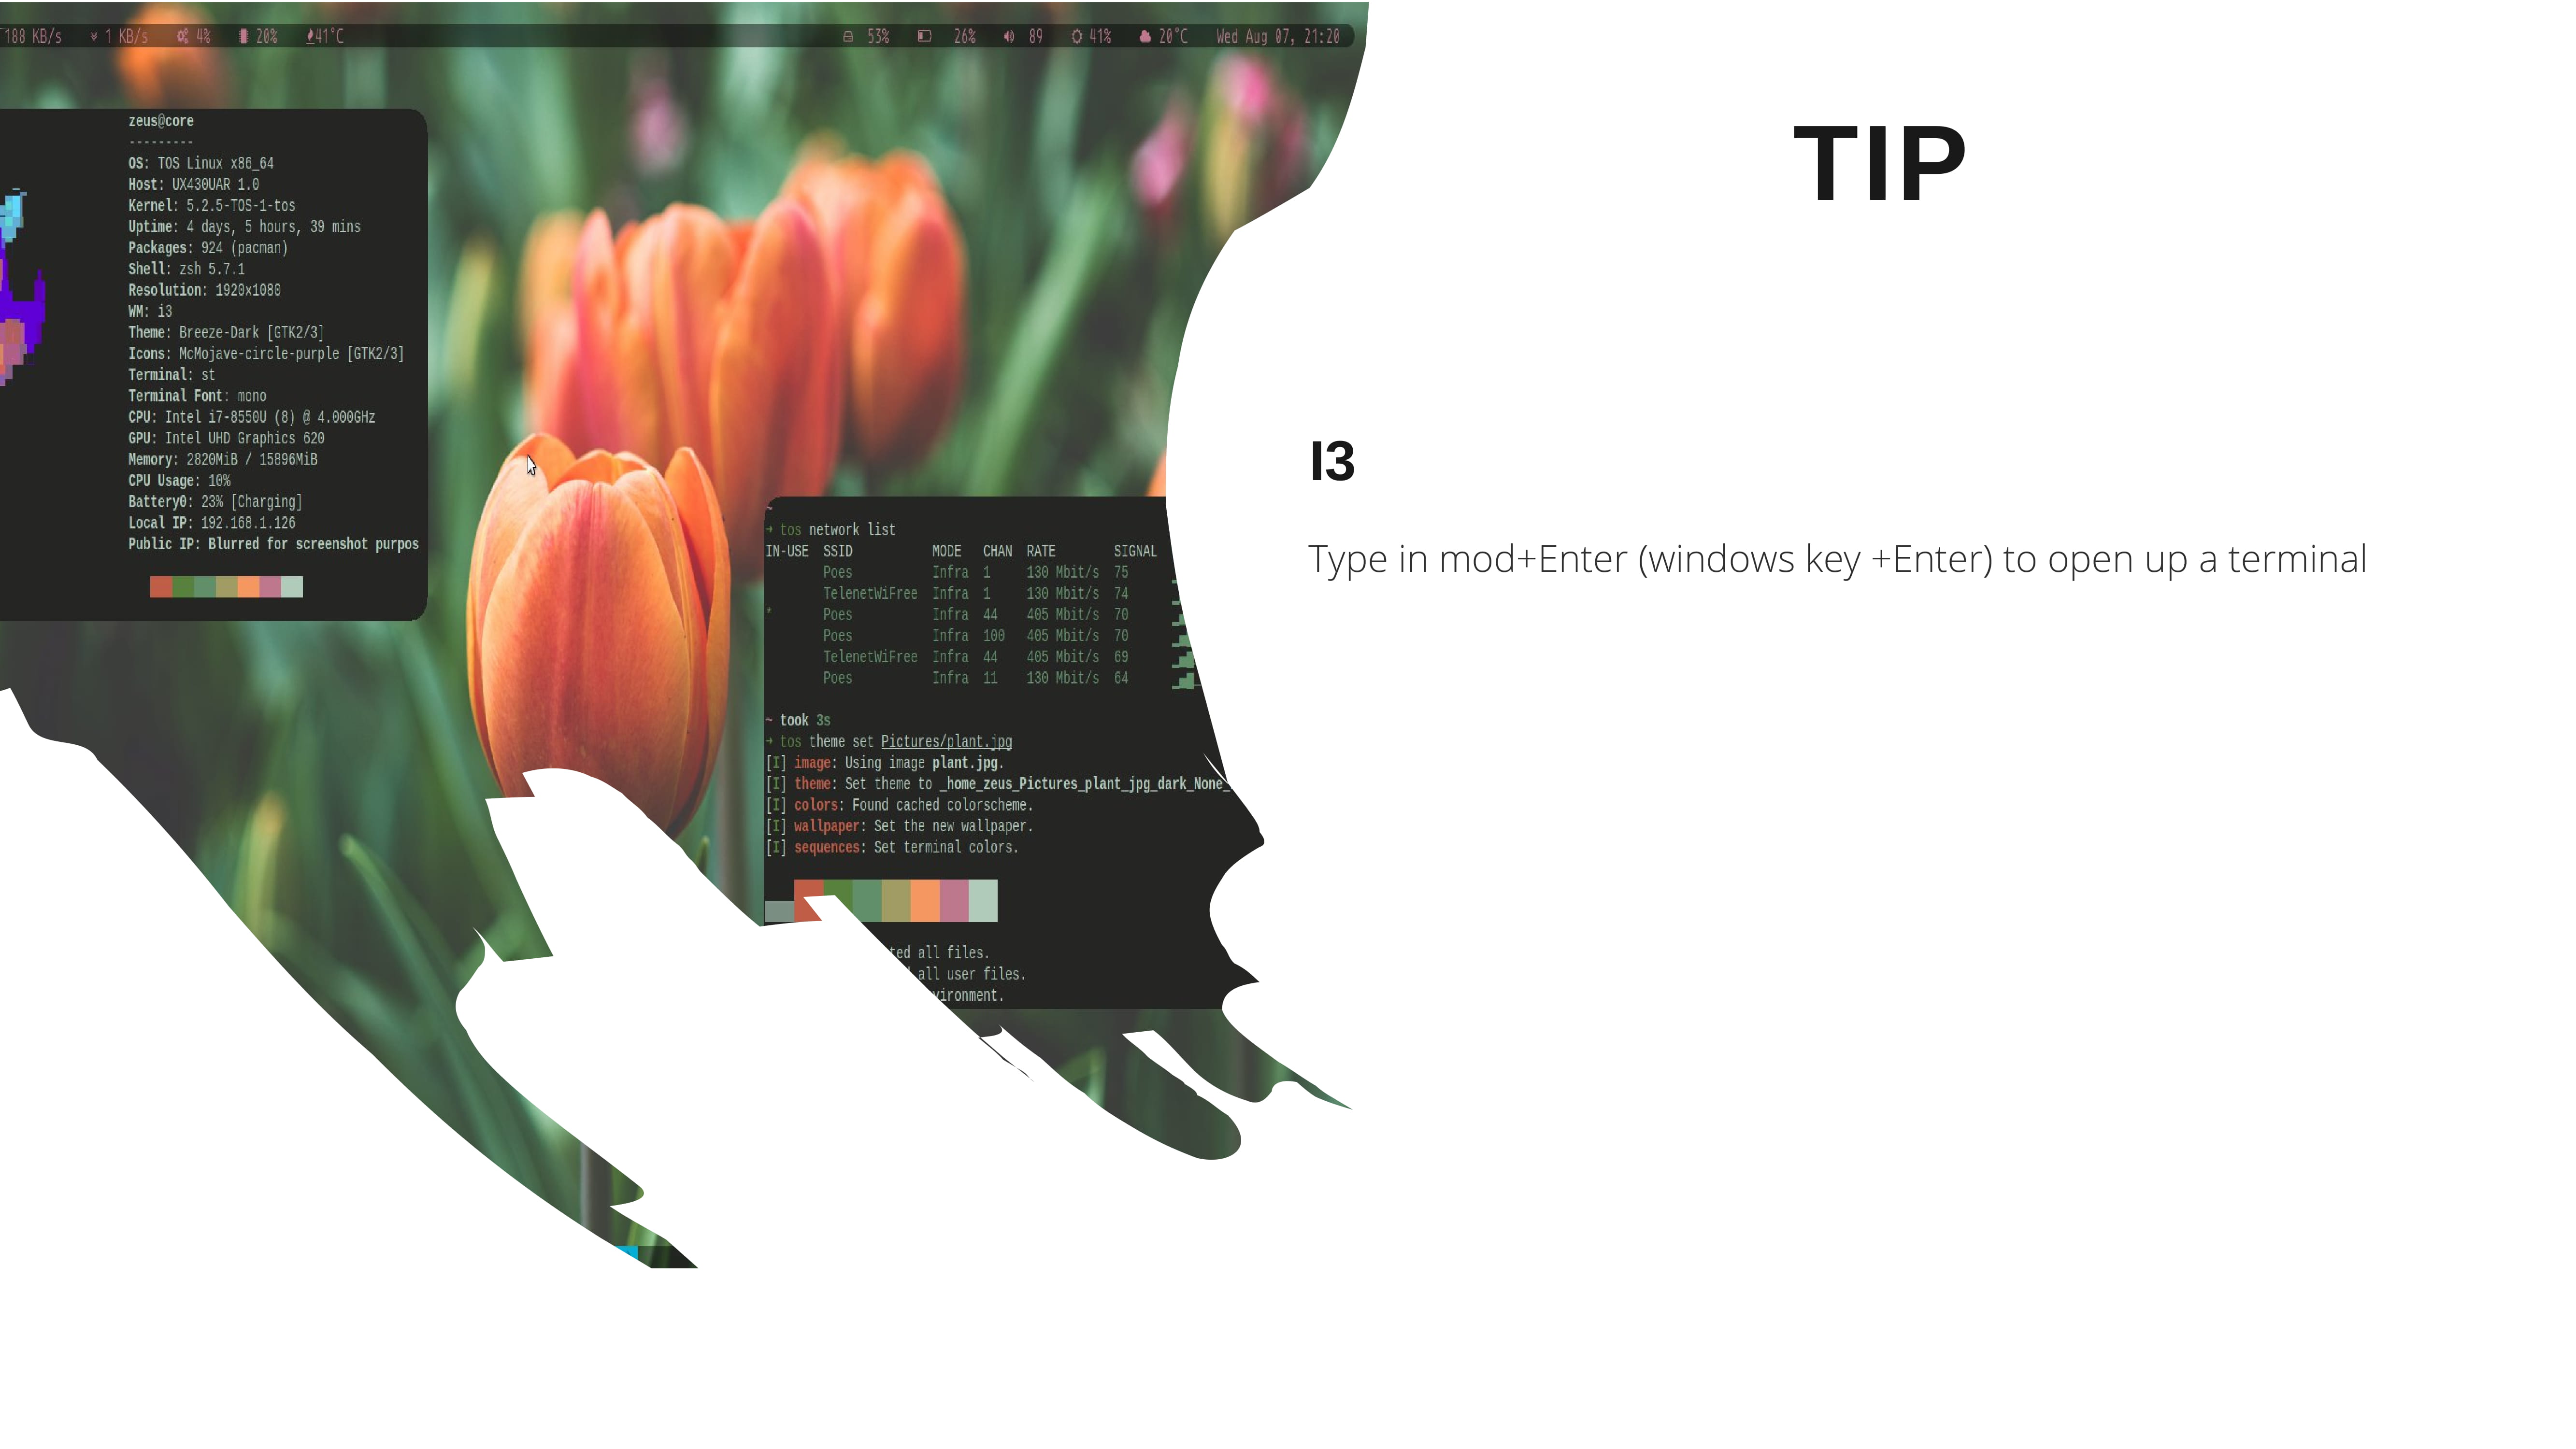 188 KB/s 1 KB/s 4% 20% 41°C 53% 26% 89 41% 20°C Wed Aug 07, 21:20
zeus@core
---------
OS: TOS Linux x86_64
Host: UX430UAR 1.0
Kernel: 5.2.5-TOS-1-tos
Uptime: 4 days, 5 hours, 39 mins
Packages: 924 (pacman)
Shell: zsh 5.7.1
Resolution: 1920x1080
WM: i3
Theme: Breeze-Dark [GTK2/3]
Icons: McMojave-circle-purple [GTK2/3]
Terminal: st
Terminal Font: mono
CPU: Intel i7-8550U (8) @ 4.000GHz
GPU: Intel UHD Graphics 620
Memory: 2820MiB / 15896MiB
CPU Usage: 10%
Battery0: 23% [Charging]
Local IP: 192.168.1.126
Public IP: Blurred for screenshot purpos
~
→ tos network list
IN-USE SSID MODE CHAN RATE SIGNAL
Poes Infra 1 130 Mbit/s 75
TelenetWiFree Infra 1 130 Mbit/s 74
* Poes Infra 44 405 Mbit/s 70
Poes Infra 100 405 Mbit/s 70
TelenetWiFree Infra 44 405 Mbit/s 69
Poes Infra 11 130 Mbit/s 64
~ took 3s
→ tos theme set Pictures/plant.jpg
[I] image: Using image plant.jpg.
[I] theme: Set theme to _home_zeus_Pictures_plant_jpg_dark_None_
[I] colors: Found cached colorscheme.
[I] wallpaper: Set the new wallpaper.
[I] sequences: Set terminal colors.
ted all files.
all user files.
vironment.
TIP
I3
Type in mod+Enter (windows key +Enter) to open up a terminal